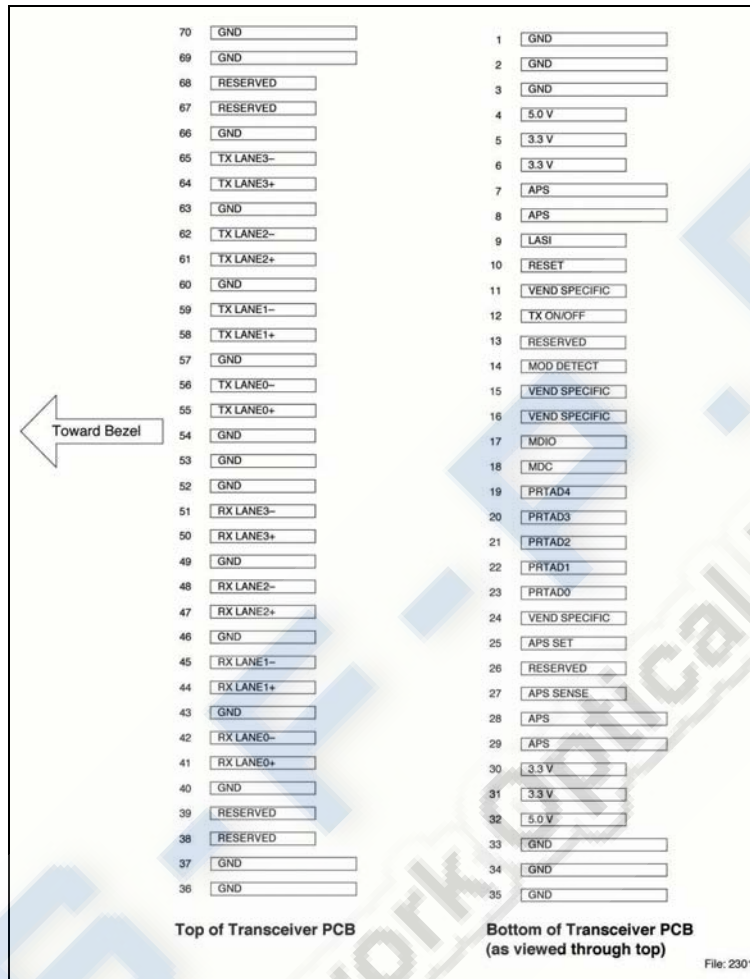 70 GND
69 GND
68 RESERVED
67 RESERVED
66 GND
65 TX LANE3–
64 TX LANE3+
63 GND
62 TX LANE2–
61 TX LANE2+
60 GND
59 TX LANE1–
58 TX LANE1+
57 GND
56 TX LANE0–
55 TX LANE0+
54 GND
53 GND
52 GND
51 RX LANE3–
50 RX LANE3+
49 GND
48 RX LANE2–
47 RX LANE2+
46 GND
45 RX LANE1–
44 RX LANE1+
43 GND
42 RX LANE0–
41 RX LANE0+
40 GND
39 RESERVED
38 RESERVED
37 GND
36 GND
Toward Bezel
Top of Transceiver PCB
1 GND
2 GND
3 GND
4 5.0 V
5 3.3 V
6 3.3 V
7 APS
8 APS
9 LASI
10 RESET
11 VEND SPECIFIC
12 TX ON/OFF
13 RESERVED
14 MOD DETECT
15 VEND SPECIFIC
16 VEND SPECIFIC
17 MDIO
18 MDC
19 PRTAD4
20 PRTAD3
21 PRTAD2
22 PRTAD1
23 PRTAD0
24 VEND SPECIFIC
25 APS SET
26 RESERVED
27 APS SENSE
28 APS
29 APS
30 3.3 V
31 3.3 V
32 5.0 V
33 GND
34 GND
35 GND
Bottom of Transceiver PCB
(as viewed through top)
File: 2301